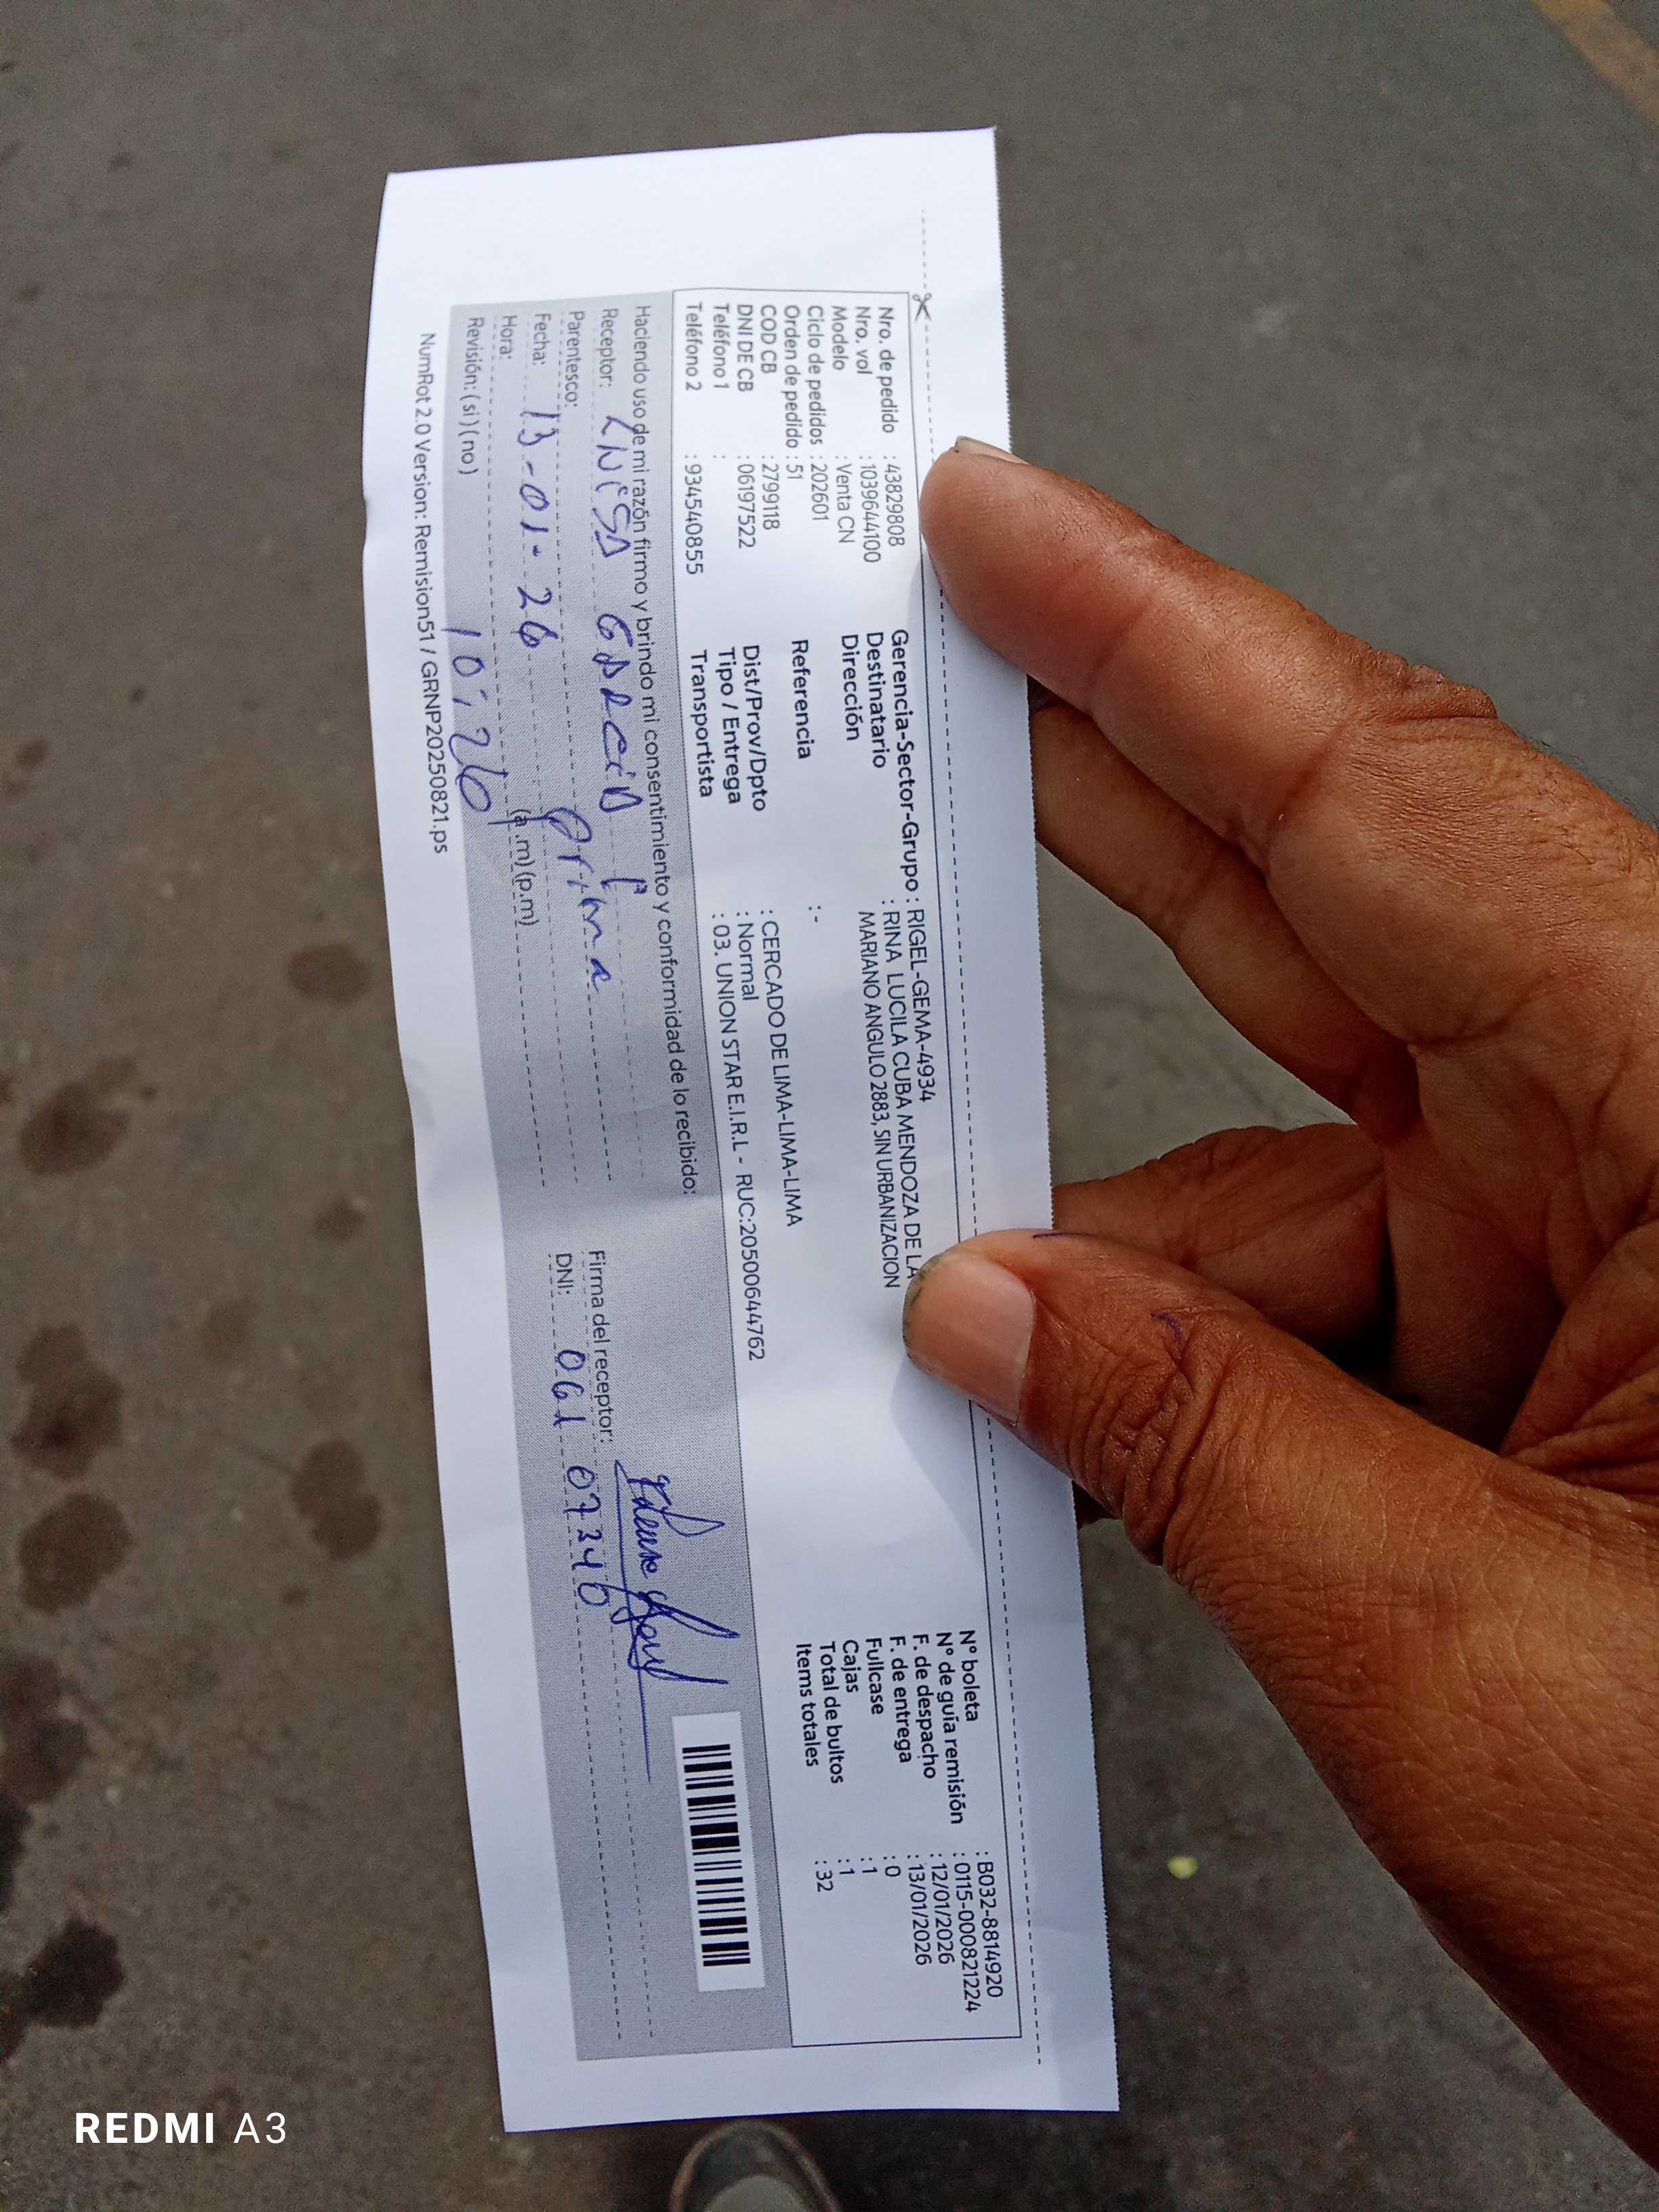 Nro. de pedido : 43829808
Nro. vol : 1039644100
Modelo : Venta CN
Ciclo de pedidos : 202601
Orden de pedido : 51
COD CB : 2799118
DNI DE CB : 06197522
Teléfono 1 :
Teléfono 2 : 934540855
Gerencia-Sector-Grupo : RIGEL-GEMA-4934
Destinatario : RINA LUCILA CUBA MENDOZA DE LA
Dirección MARIANO ANGULO 2883, SIN URBANIZACION
Referencia : -
Dist/Prov/Dpto : CERCADO DE LIMA-LIMA-LIMA
Tipo / Entrega : Normal
Transportista : 03. UNION STAR E.I.R.L - RUC:20500644762
N° boleta : B032-8814920
N° de guía remisión : 0115-000821224
F. de despacho : 12/01/2026
F. de entrega : 13/01/2026
Fullcase : 0
Cajas : 1
Total de bultos : 1
Items totales : 32
Haciendo uso de mi razón firmo y brindo mi consentimiento y conformidad de lo recibido:
Receptor: GARCIA
Parentesco: Prima
Fecha: 13-01-26
Hora: 10:26 (a.m) (p.m)
Revisión: (si) (no)
Firma del receptor:
DNI: 06107340
NumRot 2.0 Version: Remision51 / GRNP20250821.ps
REDMI A3